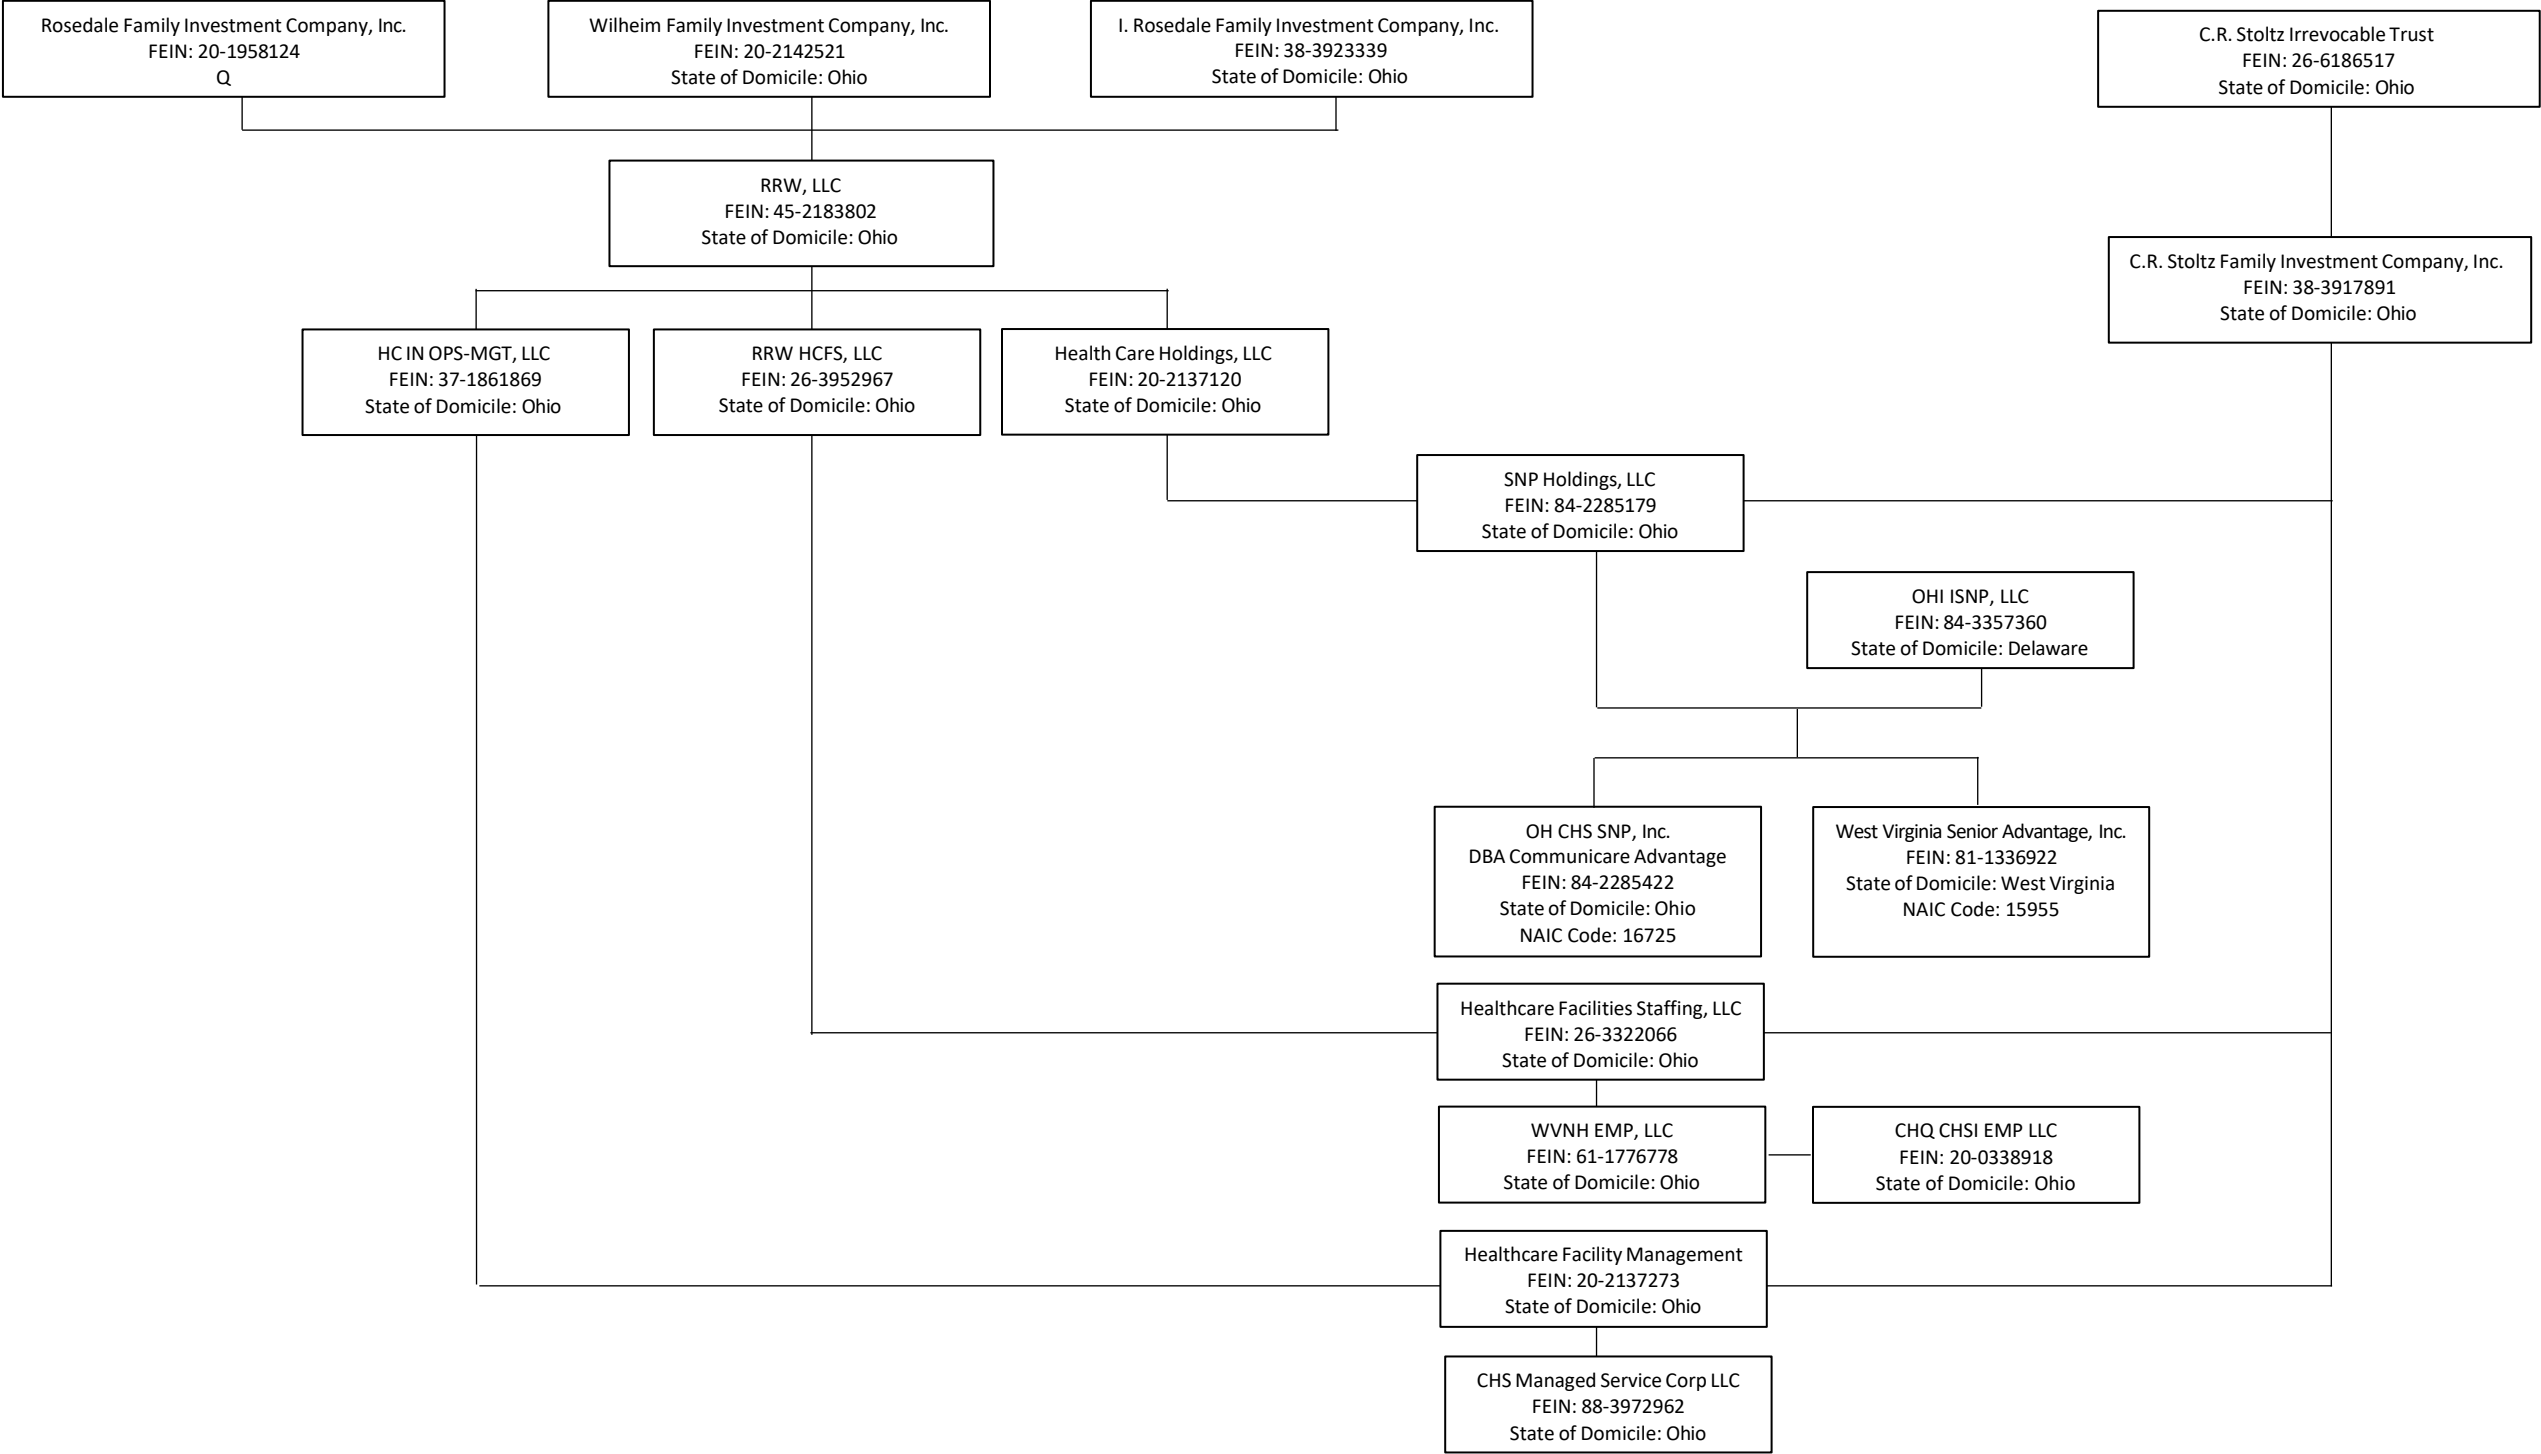 Rosedale Family Investment Company, Inc.
FEIN: 20-1958124
Q
Wilheim Family Investment Company, Inc.
FEIN: 20-2142521
State of Domicile: Ohio
I. Rosedale Family Investment Company, Inc.
FEIN: 38-3923339
State of Domicile: Ohio
C.R. Stoltz Irrevocable Trust
FEIN: 26-6186517
State of Domicile: Ohio
RRW, LLC
FEIN: 45-2183802
State of Domicile: Ohio
C.R. Stoltz Family Investment Company, Inc.
FEIN: 38-3917891
State of Domicile: Ohio
HC IN OPS-MGT, LLC
FEIN: 37-1861869
State of Domicile: Ohio
RRW HCFS, LLC
FEIN: 26-3952967
State of Domicile: Ohio
Health Care Holdings, LLC
FEIN: 20-2137120
State of Domicile: Ohio
SNP Holdings, LLC
FEIN: 84-2285179
State of Domicile: Ohio
OHI ISNP, LLC
FEIN: 84-3357360
State of Domicile: Delaware
OH CHS SNP, Inc.
DBA Communicare Advantage
FEIN: 84-2285422
State of Domicile: Ohio
NAIC Code: 16725
West Virginia Senior Advantage, Inc.
FEIN: 81-1336922
State of Domicile: West Virginia
NAIC Code: 15955
Healthcare Facilities Staffing, LLC
FEIN: 26-3322066
State of Domicile: Ohio
WVNH EMP, LLC
FEIN: 61-1776778
State of Domicile: Ohio
CHQ CHSI EMP LLC
FEIN: 20-0338918
State of Domicile: Ohio
Healthcare Facility Management
FEIN: 20-2137273
State of Domicile: Ohio
CHS Managed Service Corp LLC
FEIN: 88-3972962
State of Domicile: Ohio